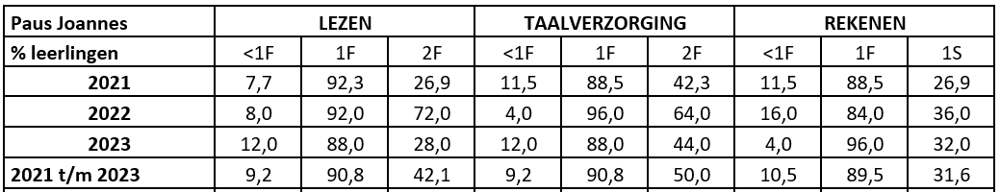 Paus Joannes LEZEN TAALVERZORGING REKENEN
% leerlingen <1F 1F 2F <1F 1F 2F <1F 1F 1S
2021 7,7 92,3 26,9 11,5 88,5 42,3 11,5 88,5 26,9
2022 8,0 92,0 72,0 4,0 96,0 64,0 16,0 84,0 36,0
2023 12,0 88,0 28,0 12,0 88,0 44,0 4,0 96,0 32,0
2021 t/m 2023 9,2 90,8 42,1 9,2 90,8 50,0 10,5 89,5 31,6